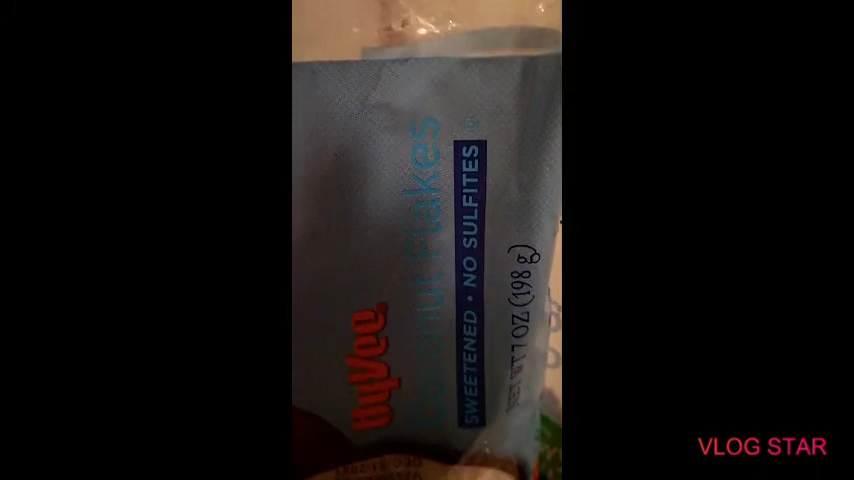 HyVee
Coconut Flakes
SWEETENED • NO SULFITES
NET WT 7 OZ (198 g)
VLOG STAR